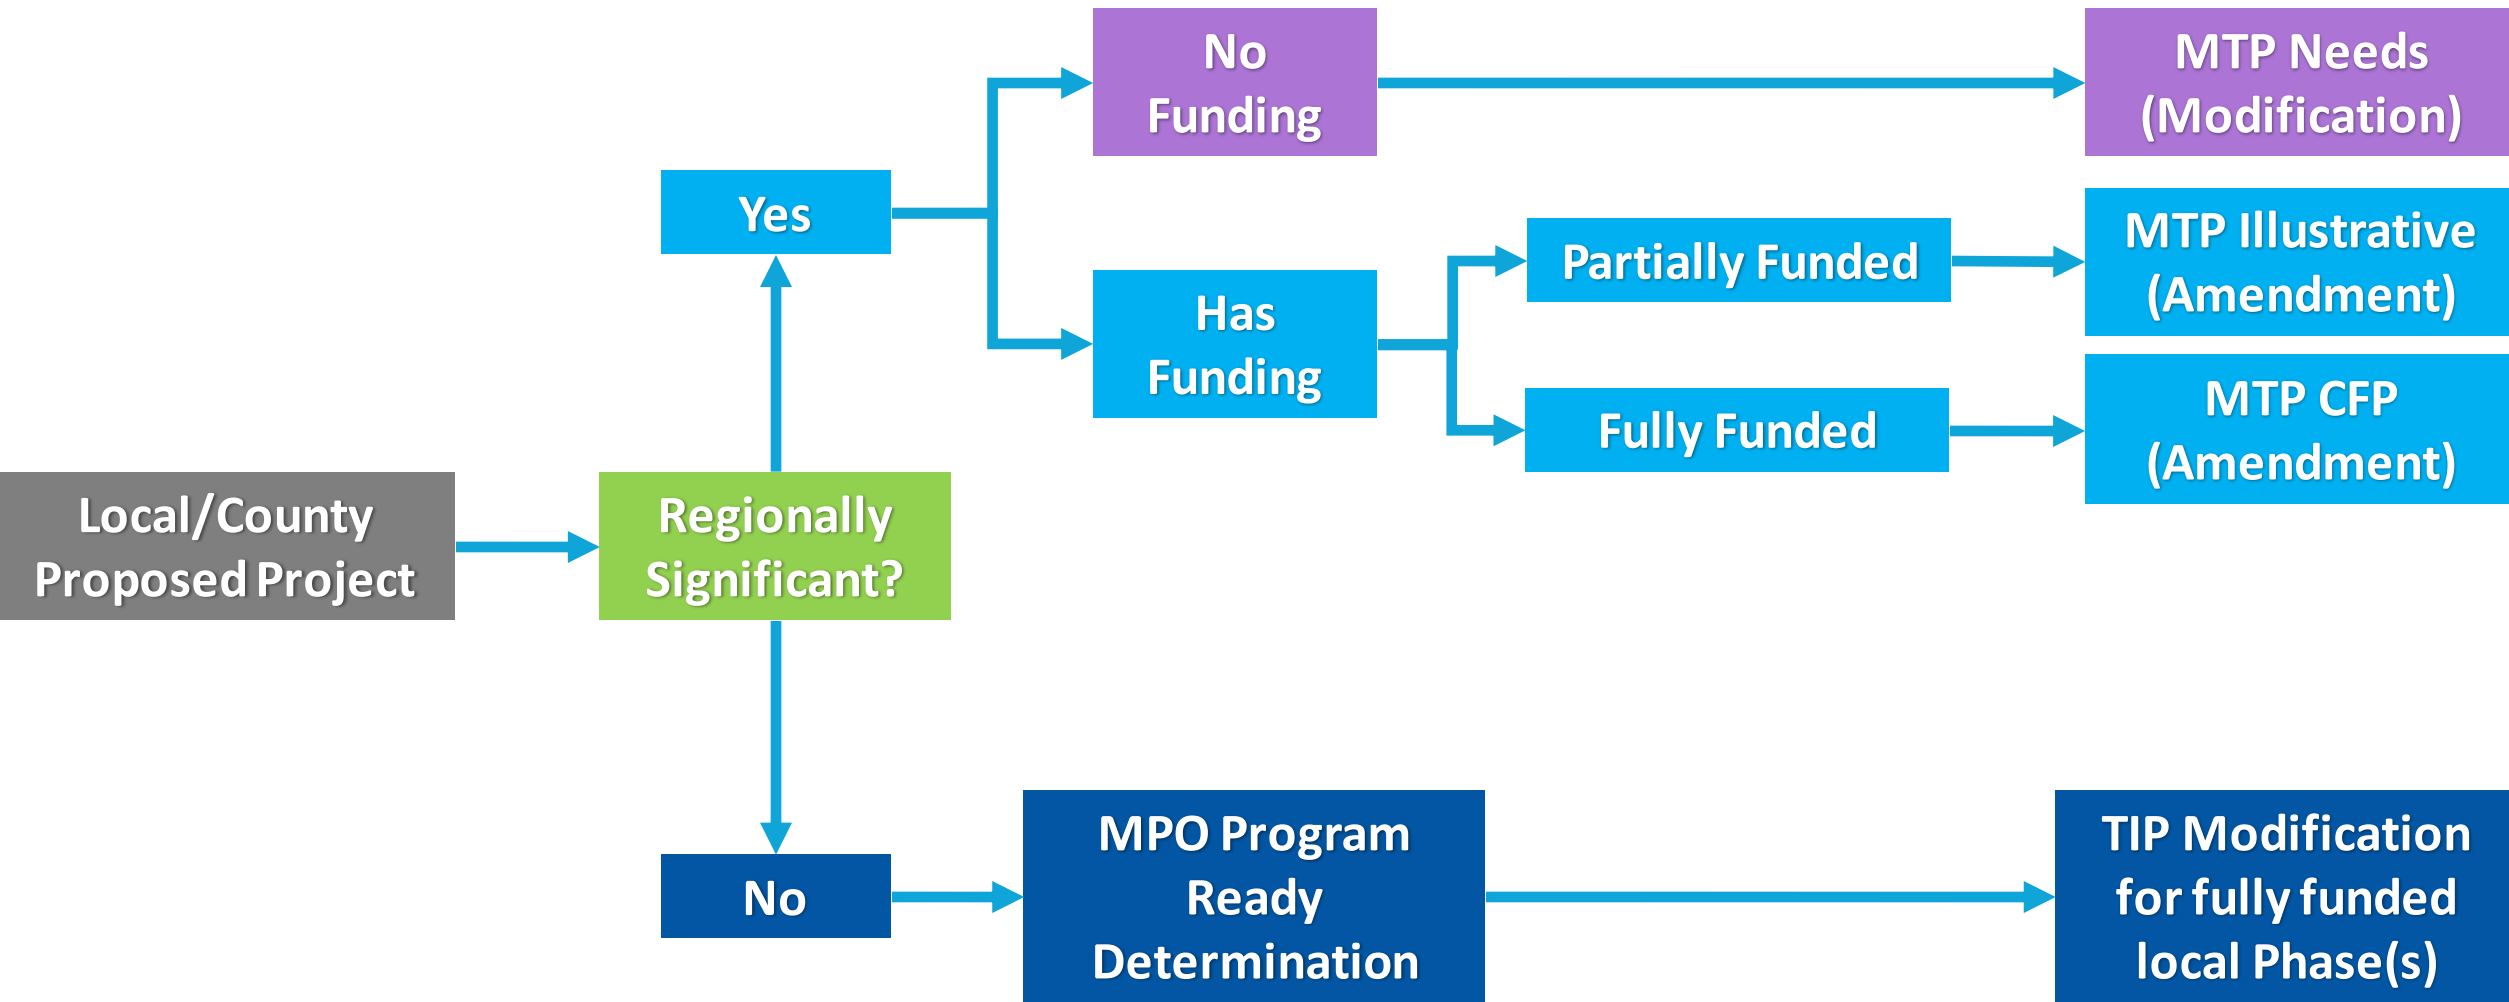 No
Funding
MTP Needs
(Modification)
Yes
Has
Funding
Partially Funded
MTP Illustrative
(Amendment)
Fully Funded
MTP CFP
(Amendment)
Local/County
Proposed Project
Regionally
Significant?
No
MPO Program
Ready
Determination
TIP Modification
for fully funded
local Phase(s)